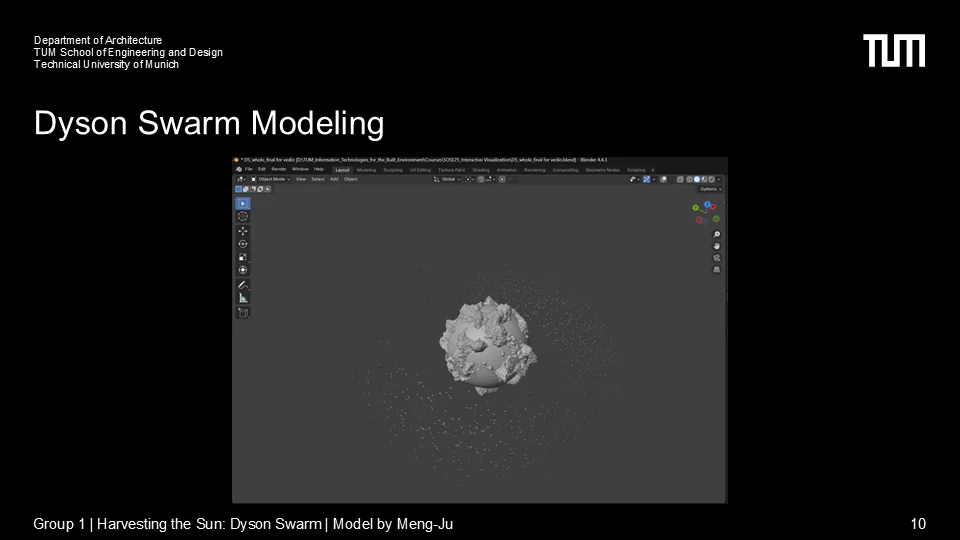 Department of Architecture
TUM School of Engineering and Design
Technical University of Munich
TUM
Dyson Swarm Modeling
* DS_whole_final for vedio [D:\TUM_Information_Technologies_for_the_Built_Environment\Courses\SOSE25_Interactive Visualization\DS_whole_final for vedio.blend] - Blender 4.4.3
File Edit Render Window Help Layout Modeling Sculpting UV Editing Texture Paint Shading Animation Rendering Compositing Geometry Nodes Scripting +
Object Mode View Select Add Object Global
Options
Group 1 | Harvesting the Sun: Dyson Swarm | Model by Meng-Ju
10